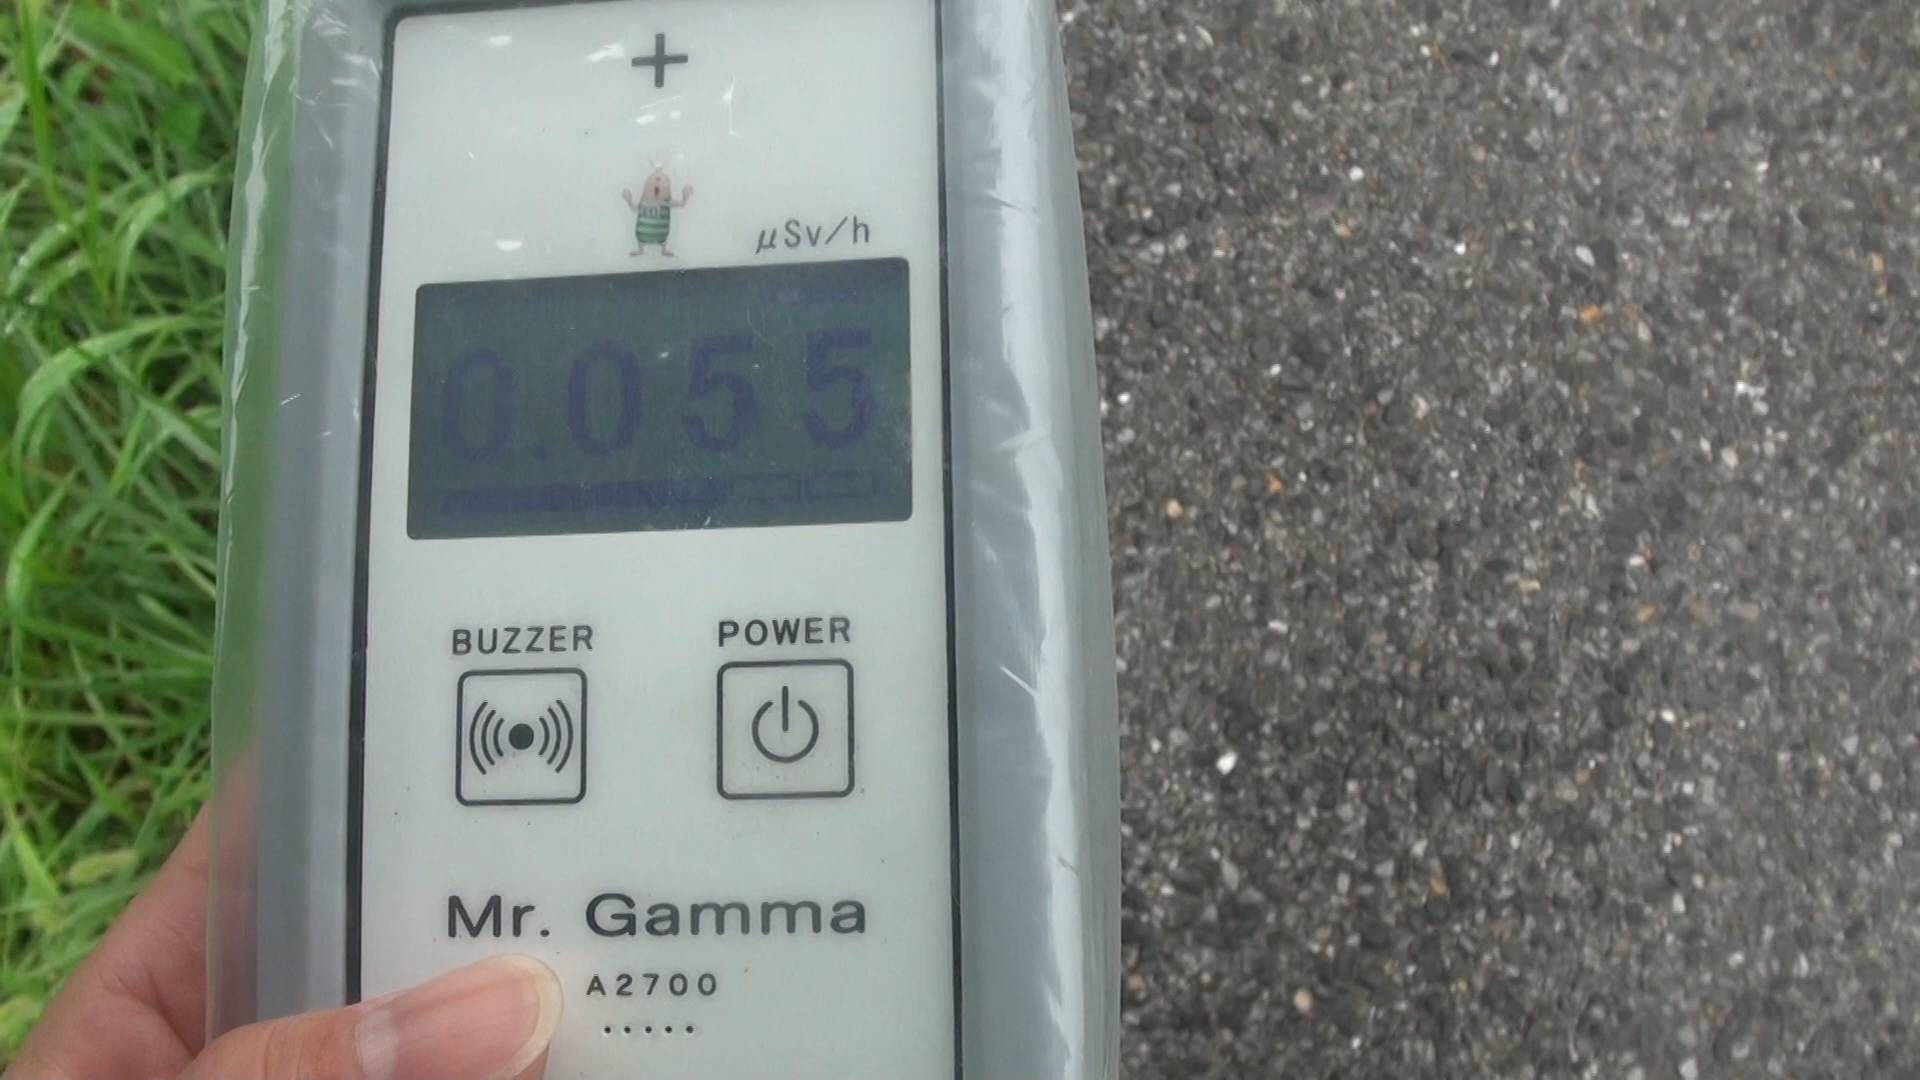 +
μSv/h
0.055
BUZZER POWER
Mr. Gamma
A2700